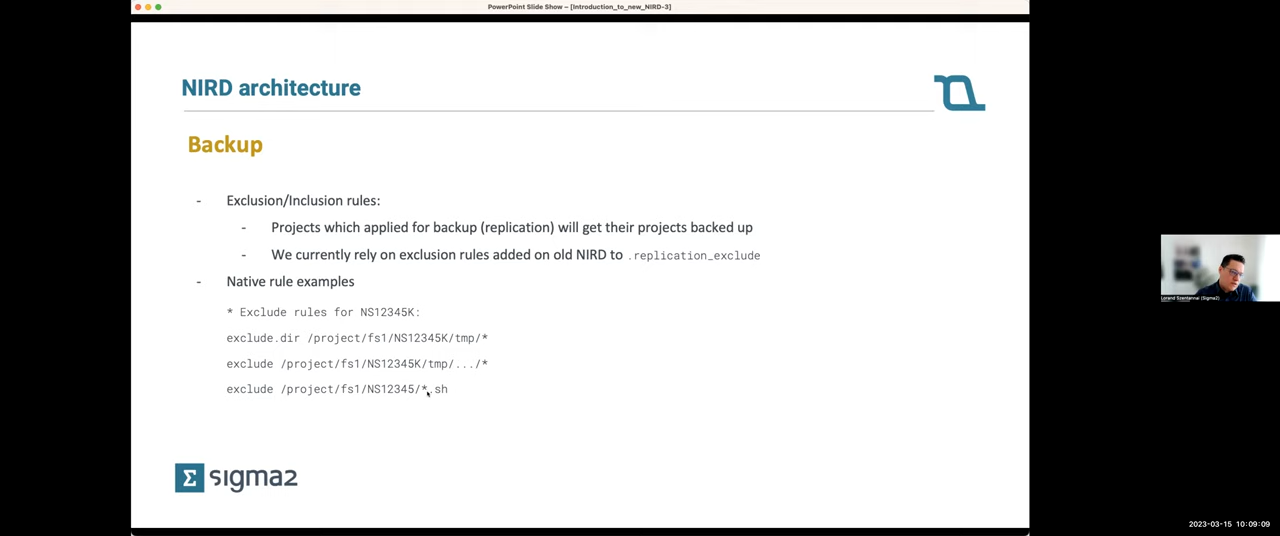 PowerPoint Slide Show – [Introduction_to_new_NIRD-3]
NIRD architecture
Backup
- Exclusion/Inclusion rules:
- Projects which applied for backup (replication) will get their projects backed up
- We currently rely on exclusion rules added on old NIRD to .replication_exclude
- Native rule examples
* Exclude rules for NS12345K:
exclude.dir /project/fs1/NS12345K/tmp/*
exclude /project/fs1/NS12345K/tmp/.../*
exclude /project/fs1/NS12345/*.sh
Σ sigma2
Lorand Szentannai (Sigma2)
2023-03-15 10:09:09